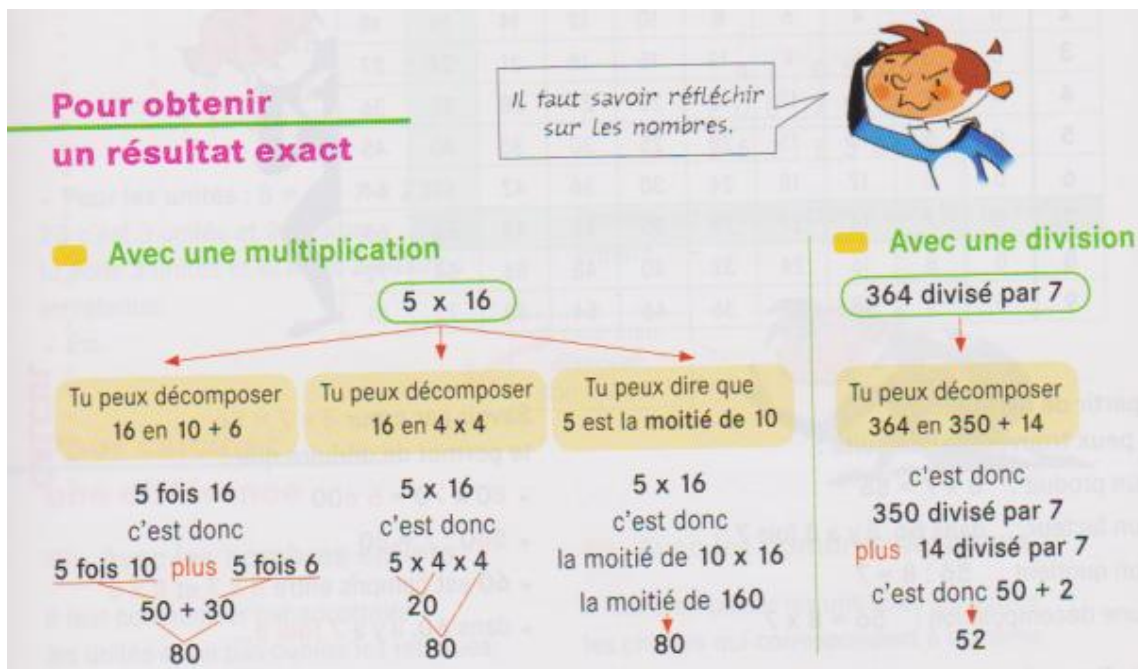 Pour obtenir
un résultat exact
Il faut savoir réfléchir
sur les nombres.
Avec une multiplication
5 x 16
Tu peux décomposer
16 en 10 + 6
5 fois 16
c'est donc
5 fois 10 plus 5 fois 6
50 + 30
80
Tu peux décomposer
16 en 4 x 4
5 x 16
c'est donc
5 x 4 x 4
20
80
Tu peux dire que
5 est la moitié de 10
5 x 16
c'est donc
la moitié de 10 x 16
la moitié de 160
80
Avec une division
364 divisé par 7
Tu peux décomposer
364 en 350 + 14
c'est donc
350 divisé par 7
plus 14 divisé par 7
c'est donc 50 + 2
52